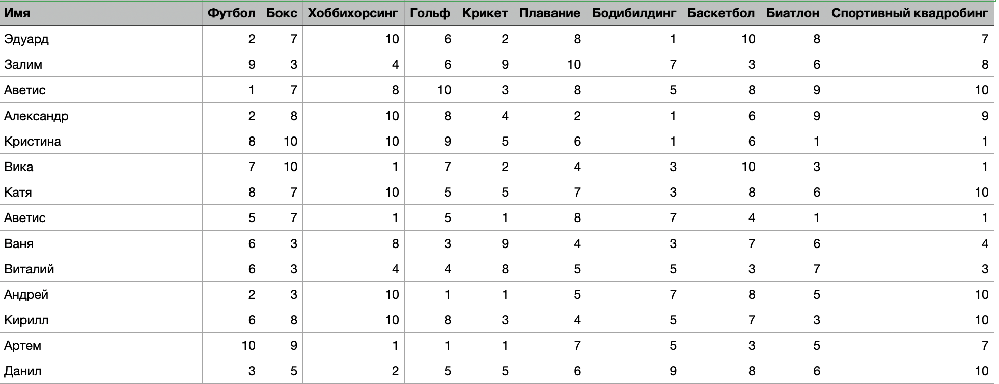 Имя Футбол Бокс Хоббихорсинг Гольф Крикет Плавание Бодибилдинг Баскетбол Биатлон Спортивный квадробинг
Эдуард 2 7 10 6 2 8 1 10 8 7
Залим 9 3 4 6 9 10 7 3 6 8
Аветис 1 7 8 10 3 8 5 8 9 10
Александр 2 8 10 8 4 2 1 6 9 9
Кристина 8 10 10 9 5 6 1 6 1 1
Вика 7 10 1 7 2 4 3 10 3 1
Катя 8 7 10 5 5 7 3 8 6 10
Аветис 5 7 1 5 1 8 7 4 1 1
Ваня 6 3 8 3 9 4 3 7 6 4
Виталий 6 3 4 4 8 5 5 3 7 3
Андрей 2 3 10 1 1 5 7 8 5 10
Кирилл 6 8 10 8 3 4 5 7 3 10
Артем 10 9 1 1 1 7 5 3 5 7
Данил 3 5 2 5 5 6 9 8 6 10